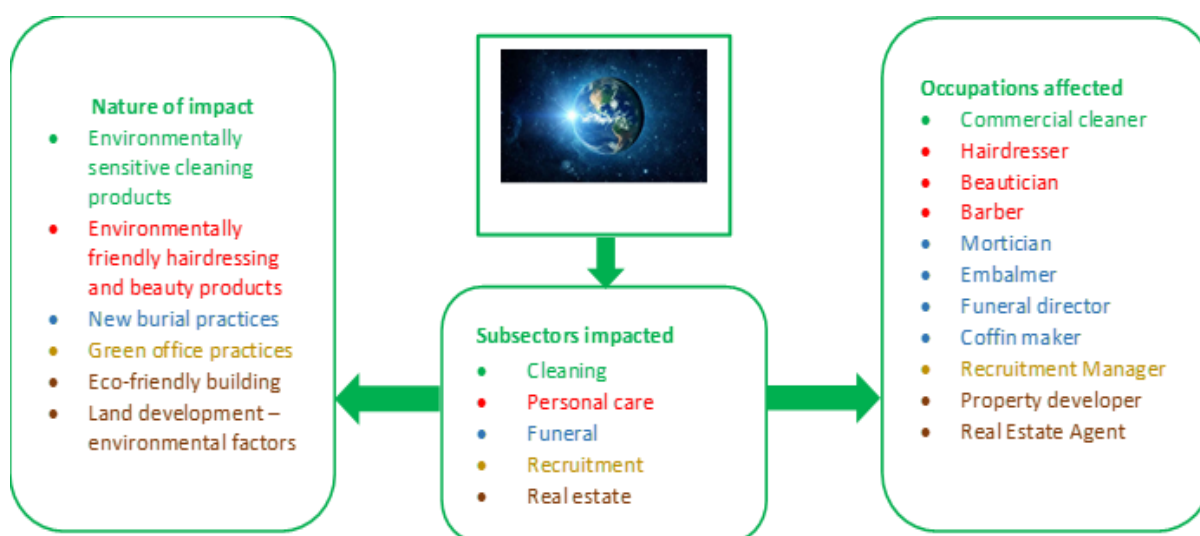 Nature of impact
• Environmentally
sensitive cleaning
products
• Environmentally
friendly hairdressing
and beauty products
• New burial practices
• Green office practices
• Eco-friendly building
• Land development –
environmental factors
Subsectors impacted
• Cleaning
• Personal care
• Funeral
• Recruitment
• Real estate
Occupations affected
• Commercial cleaner
• Hairdresser
• Beautician
• Barber
• Mortician
• Embalmer
• Funeral director
• Coffin maker
• Recruitment Manager
• Property developer
• Real Estate Agent